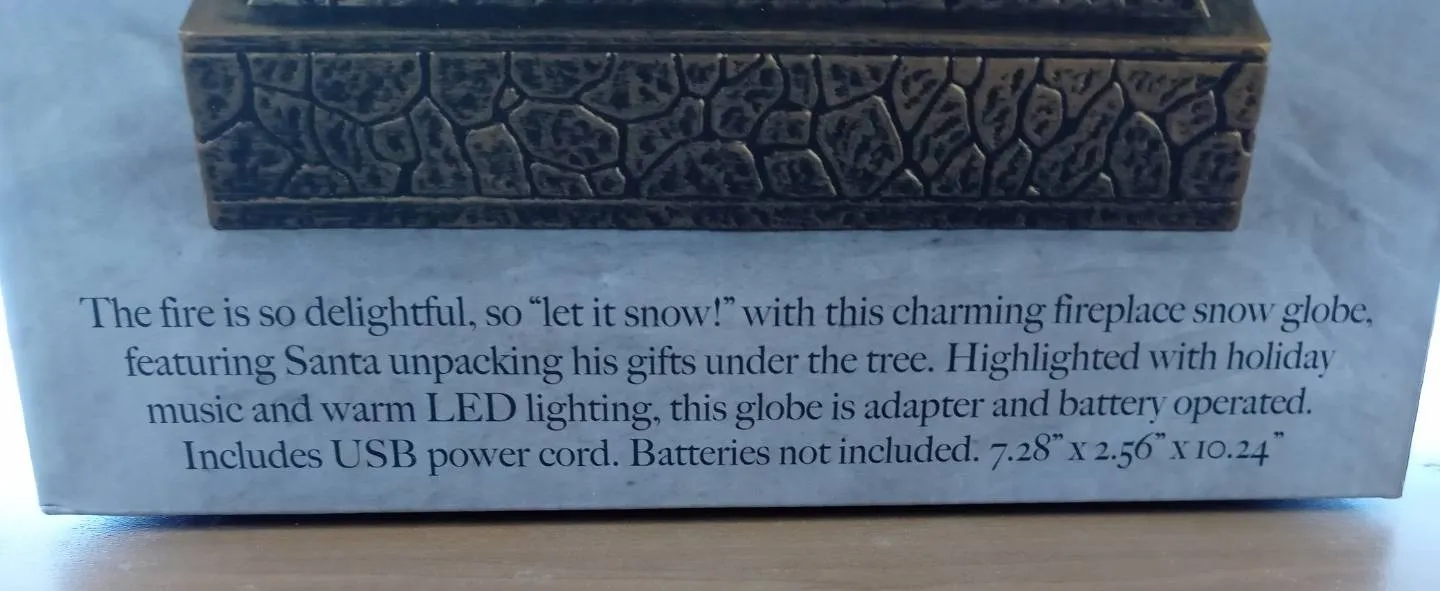 The fire is so delightful, so “let it snow!” with this charming fireplace snow globe,
featuring Santa unpacking his gifts under the tree. Highlighted with holiday
music and warm LED lighting, this globe is adapter and battery operated.
Includes USB power cord. Batteries not included. 7.28” x 2.56” x 10.24”